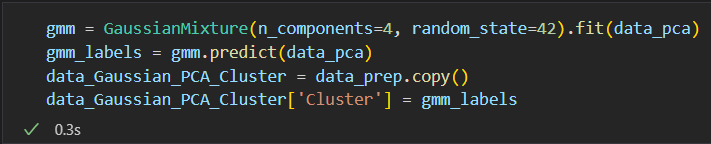 gmm = GaussianMixture(n_components=4, random_state=42).fit(data_pca)
gmm_labels = gmm.predict(data_pca)
data_Gaussian_PCA_Cluster = data_prep.copy()
data_Gaussian_PCA_Cluster['Cluster'] = gmm_labels
✓ 0.3s